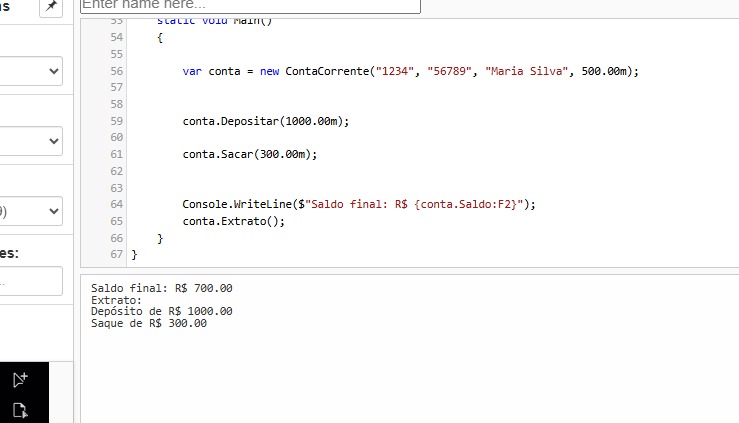 Enter name here...
53 static void Main()
54 {
55
56 var conta = new ContaCorrente("1234", "56789", "Maria Silva", 500.00m);
57
58
59 conta.Depositar(1000.00m);
60
61 conta.Sacar(300.00m);
62
63
64 Console.WriteLine($"Saldo final: R$ {conta.Saldo:F2}");
65 conta.Extrato();
66 }
67 }
Saldo final: R$ 700.00
Extrato:
Depósito de R$ 1000.00
Saque de R$ 300.00